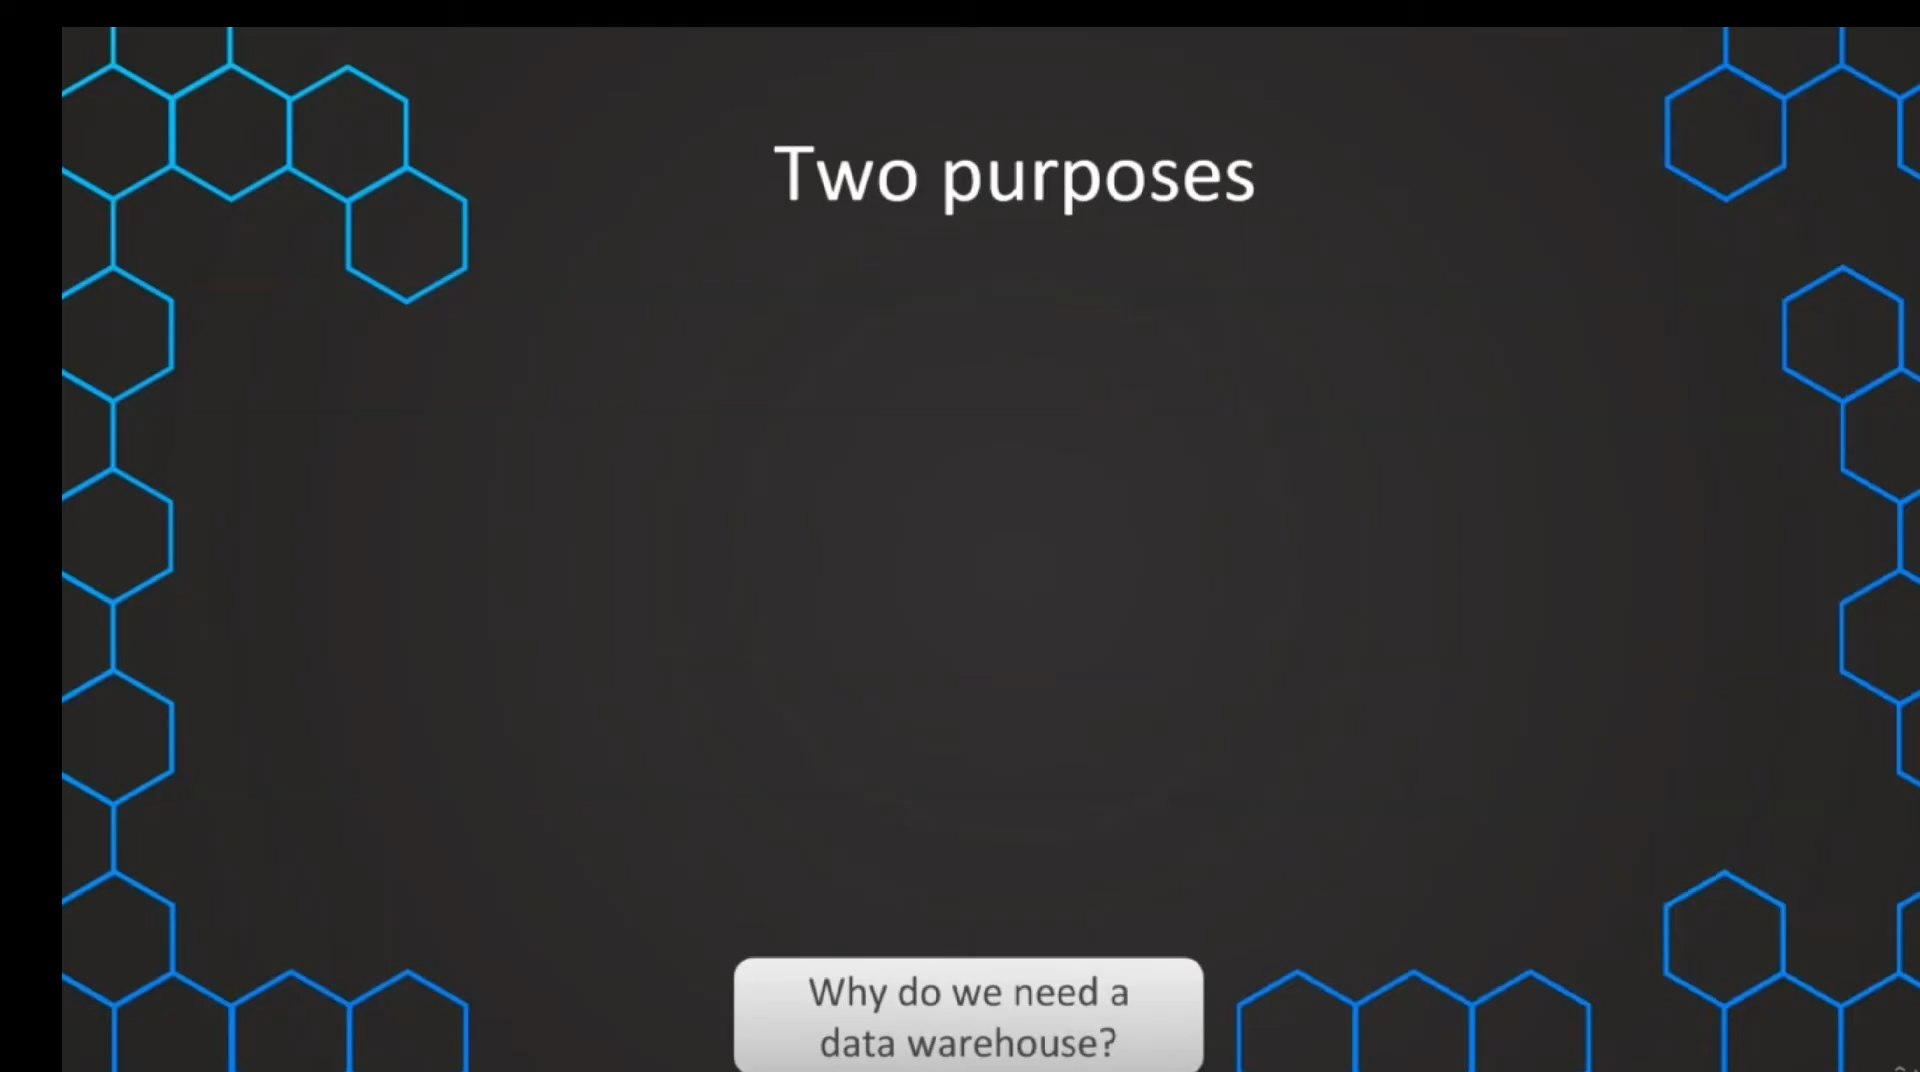 Two purposes
Why do we need a
data warehouse?